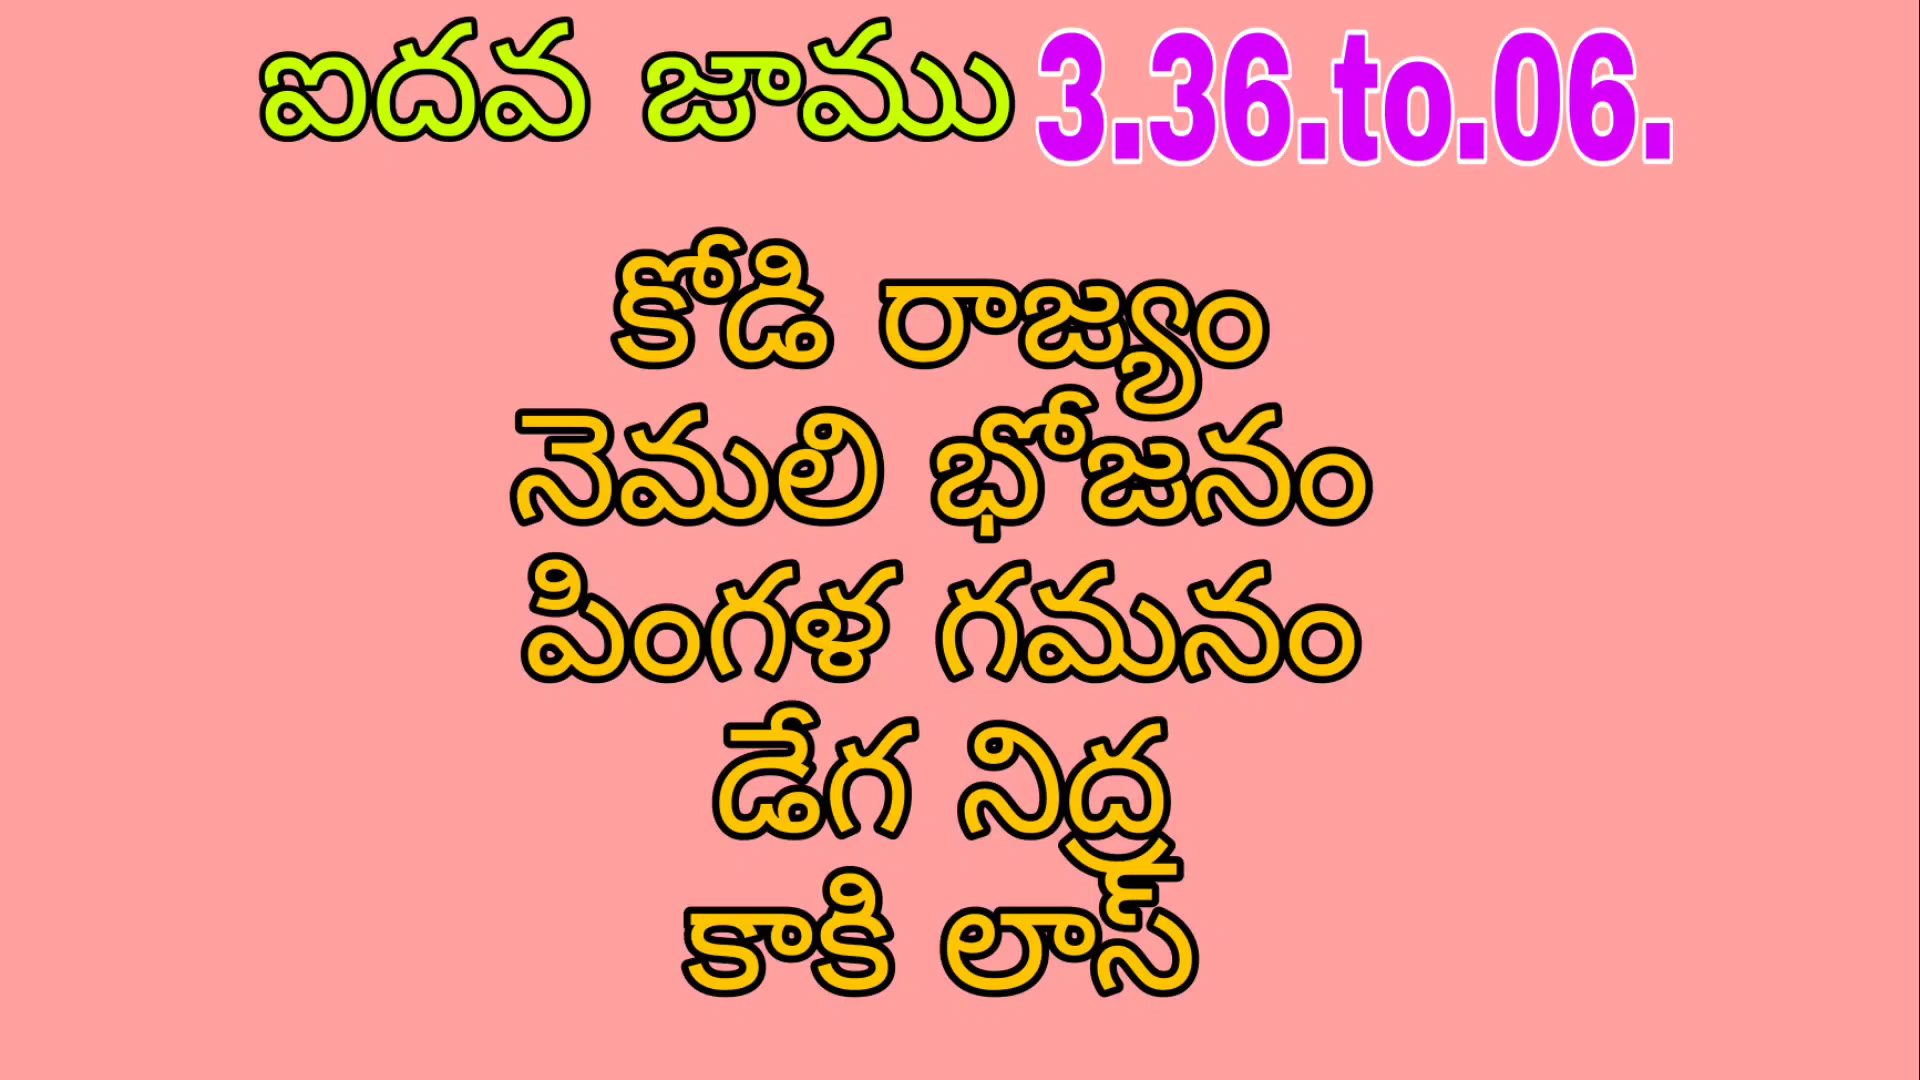 ఐదవ జాము 3.36.to.06.
కోడి రాజ్యం
నెమలి భోజనం
పింగళ గమనం
డేగ నిద్ర
కాకి లాస్